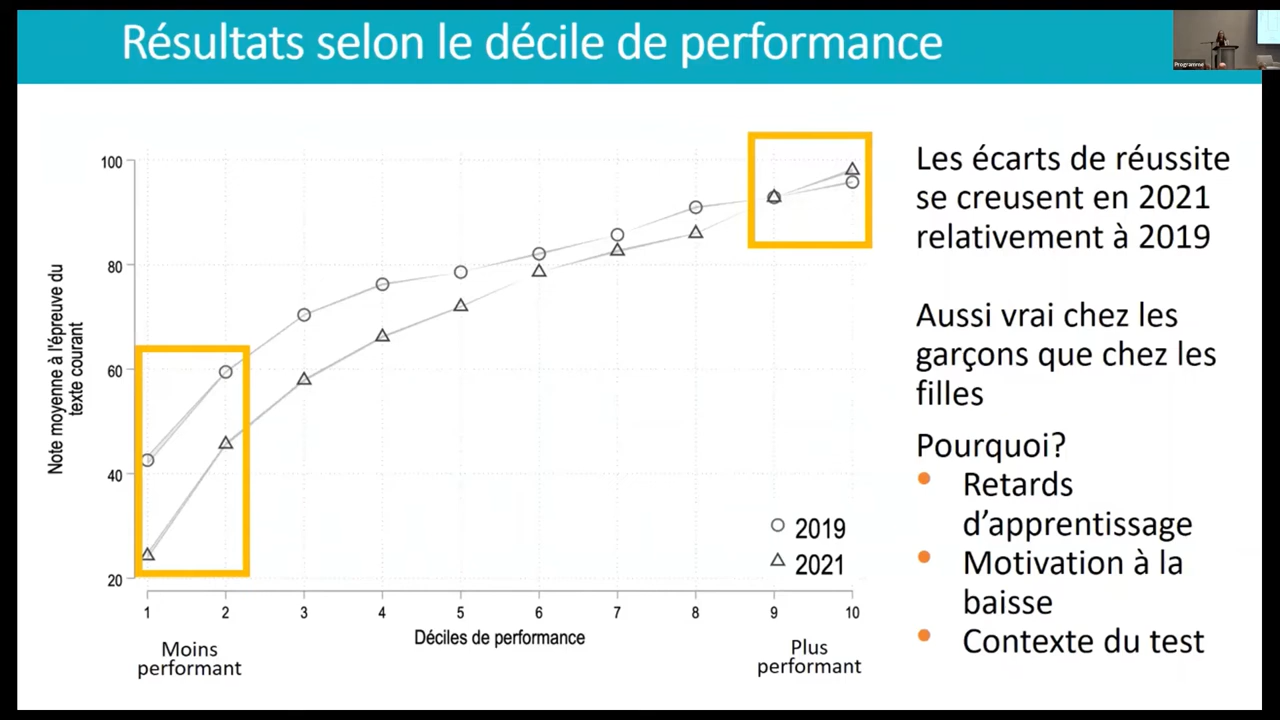 Résultats selon le décile de performance
Programme
100
80
60
40
20
Note moyenne à l'épreuve du
texte courant
2019
2021
1 2 3 4 5 6 7 8 9 10
Déciles de performance
Moins
performant
Plus
performant
Les écarts de réussite
se creusent en 2021
relativement à 2019
Aussi vrai chez les
garçons que chez les
filles
Pourquoi?
Retards
d’apprentissage
Motivation à la
baisse
Contexte du test